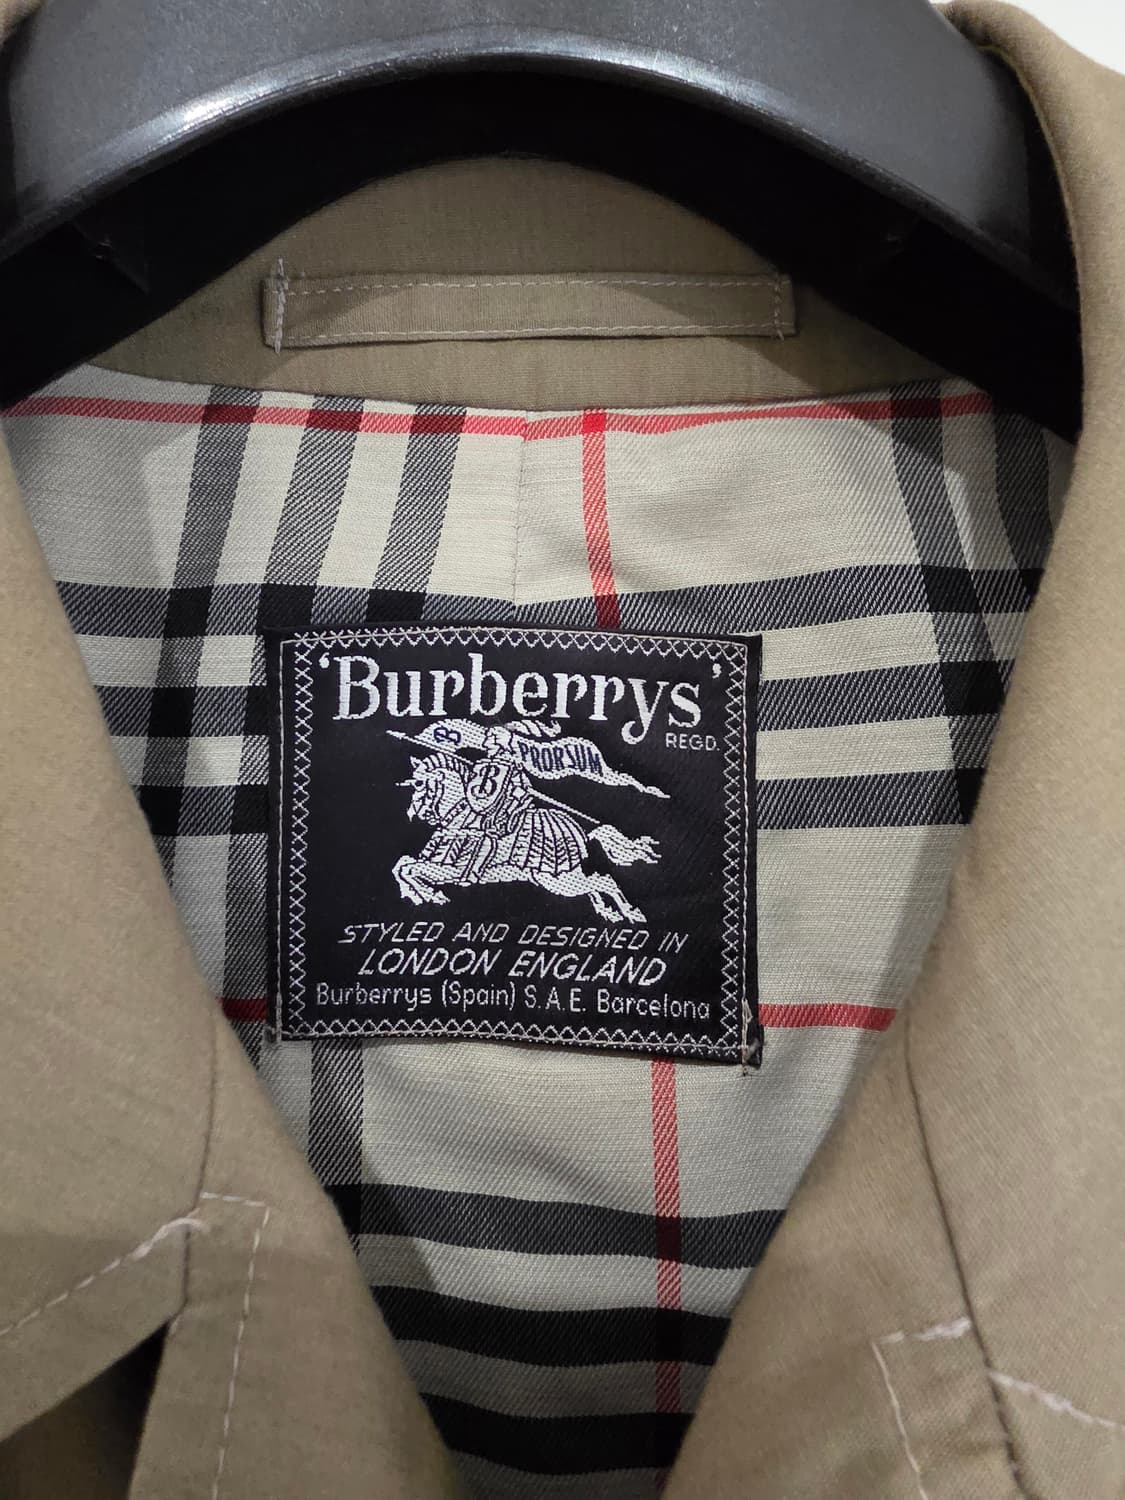 'Burberrys'
REGD.
B PRORSUM
B
STYLED AND DESIGNED IN
LONDON ENGLAND
Burberrys (Spain) S.A.E. Barcelona